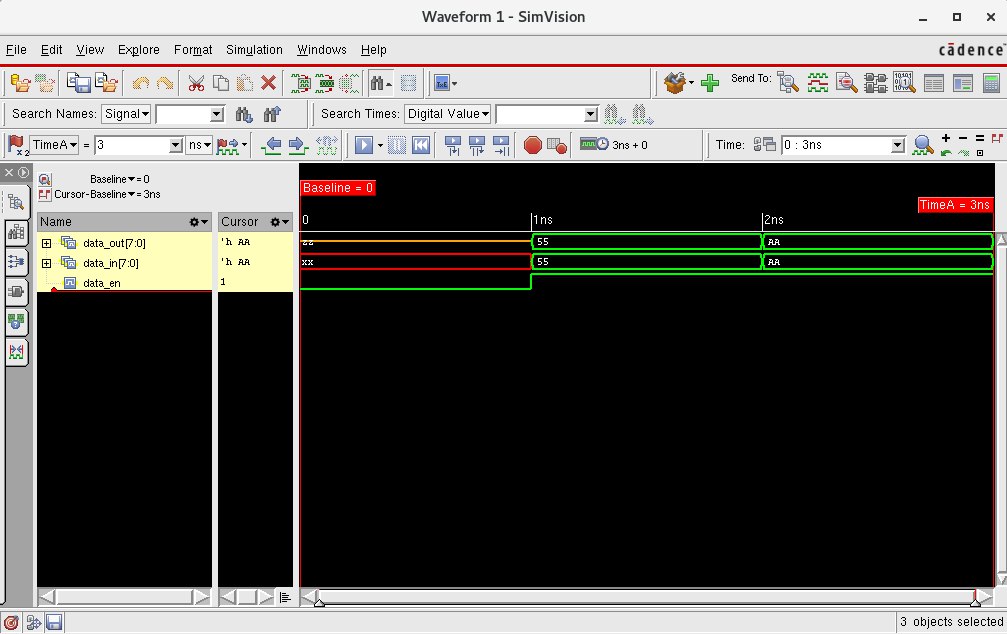 Waveform 1 - SimVision
File Edit View Explore Format Simulation Windows Help cādence
Send To:
Search Names: Signal Search Times: Digital Value
TimeA = 3 ns 3ns + 0 Time: 0 : 3ns
Baseline = 0
Cursor-Baseline = 3ns
Baseline = 0
TimeA = 3ns
Name Cursor 0 1ns 2ns
data_out[7:0] 'h AA zz 55 AA
data_in[7:0] 'h AA xx 55 AA
data_en 1
3 objects selected